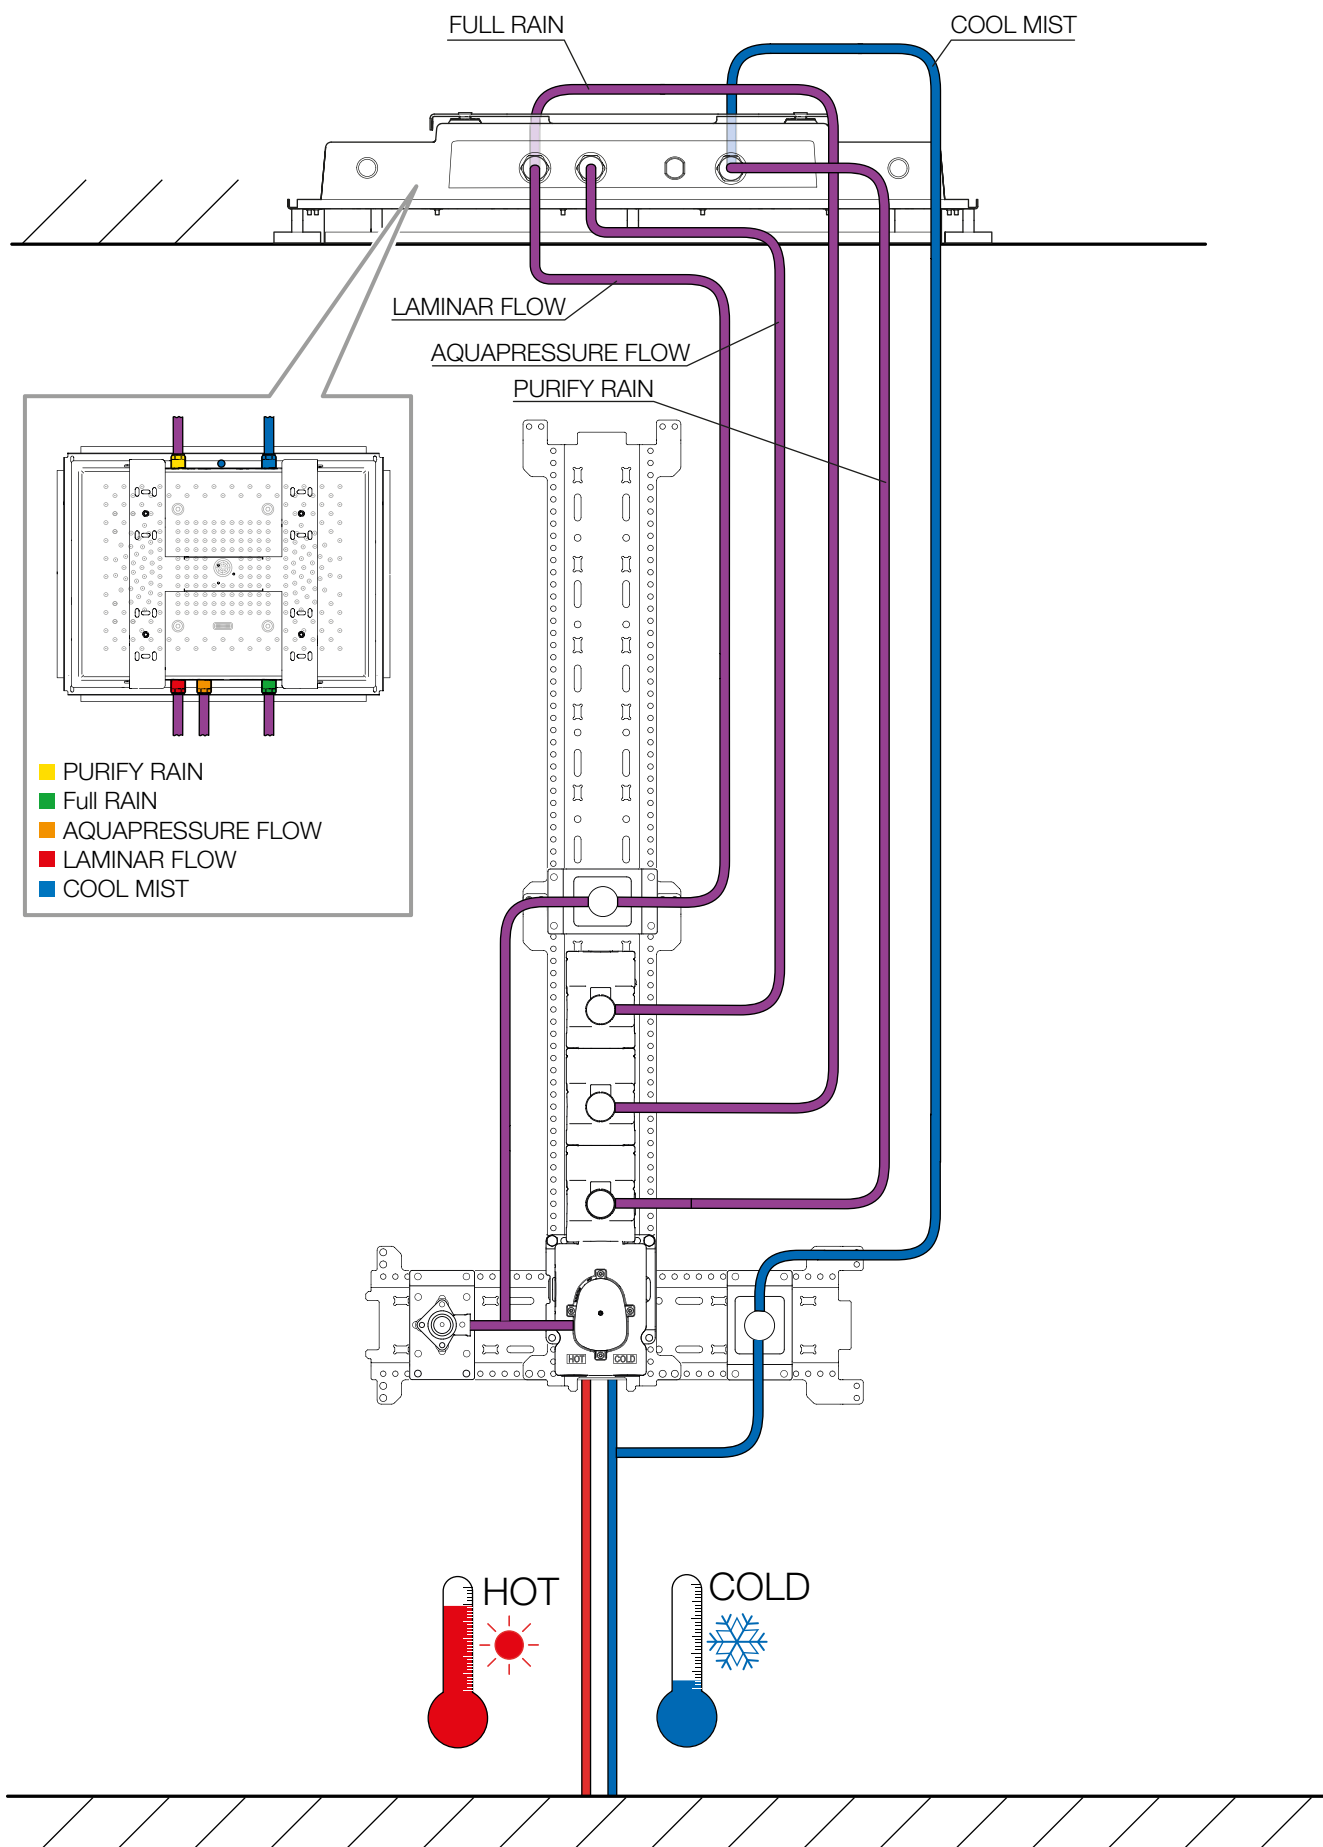 FULL RAIN
COOL MIST
LAMINAR FLOW
AQUAPRESSURE FLOW
PURIFY RAIN
PURIFY RAIN
Full RAIN
AQUAPRESSURE FLOW
LAMINAR FLOW
COOL MIST
HOT
COLD
HOT
COLD